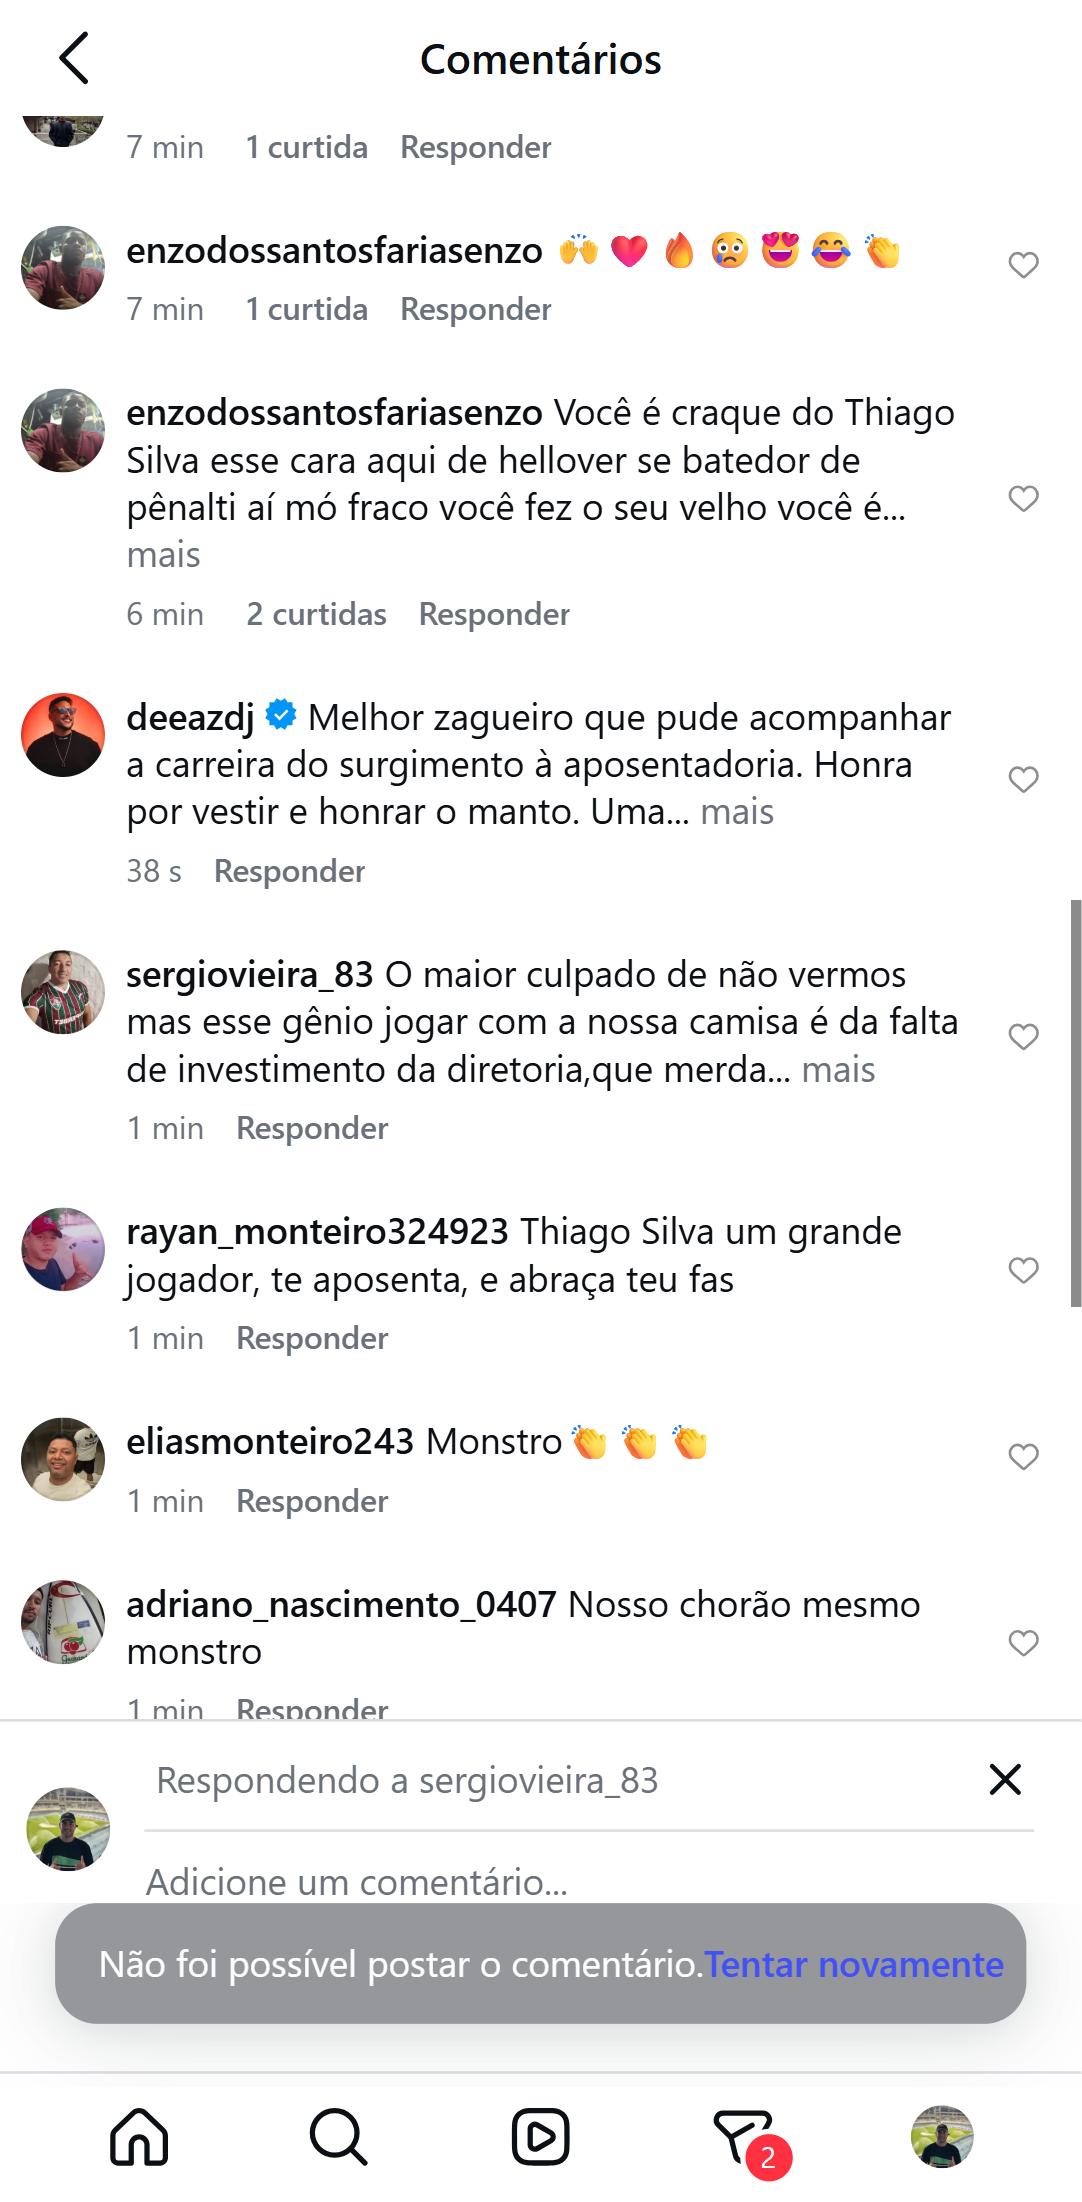 Comentários
7 min 1 curtida Responder
enzodossantosfariasenzo 🙌 ❤️ 🔥 😢 😍 😂 👏
7 min 1 curtida Responder
enzodossantosfariasenzo Você é craque do Thiago
Silva esse cara aqui de hellover se batedor de
pênalti aí mó fraco você fez o seu velho você é...
mais
6 min 2 curtidas Responder
deeazdj Melhor zagueiro que pude acompanhar
a carreira do surgimento à aposentadoria. Honra
por vestir e honrar o manto. Uma... mais
38 s Responder
sergiovieira_83 O maior culpado de não vermos
mas esse gênio jogar com a nossa camisa é da falta
de investimento da diretoria,que merda... mais
1 min Responder
rayan_monteiro324923 Thiago Silva um grande
jogador, te aposenta, e abraça teu fas
1 min Responder
eliasmonteiro243 Monstro 👏 👏 👏
1 min Responder
adriano_nascimento_0407 Nosso chorão mesmo
monstro
1 min Responder
Respondendo a sergiovieira_83
Adicione um comentário...
Não foi possível postar o comentário.Tentar novamente
2